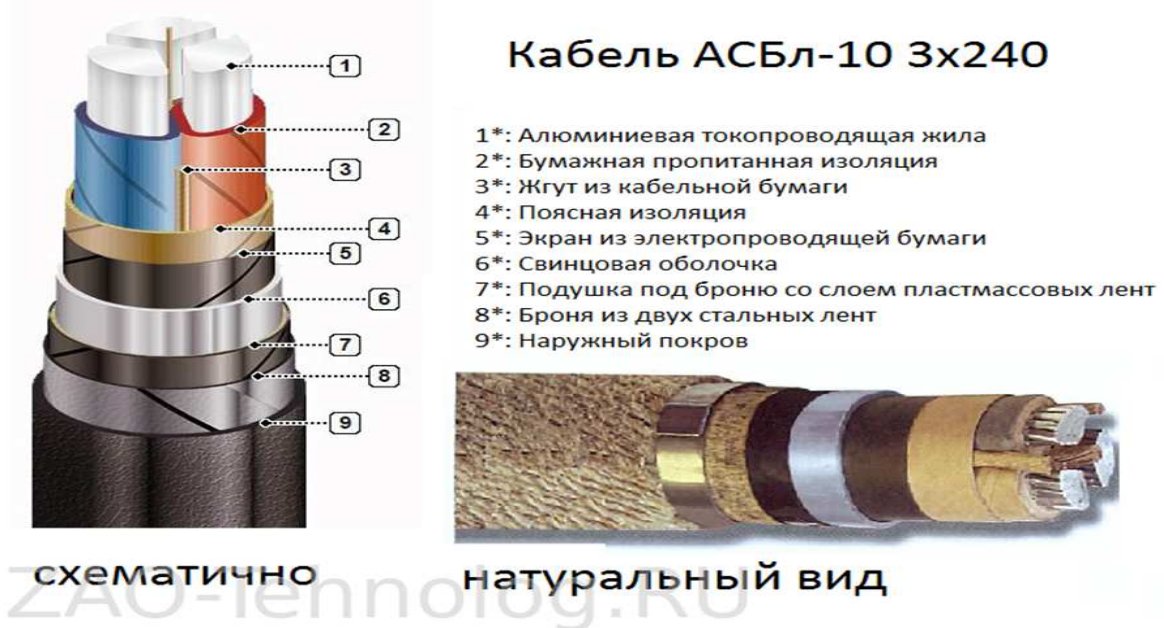 Кабель АСБл-10 3х240
1
2
3
4
5
6
7
8
9
1*: Алюминиевая токопроводящая жила
2*: Бумажная пропитанная изоляция
3*: Жгут из кабельной бумаги
4*: Поясная изоляция
5*: Экран из электропроводящей бумаги
6*: Свинцовая оболочка
7*: Подушка под броню со слоем пластмассовых лент
8*: Броня из двух стальных лент
9*: Наружный покров
схематично
натуральный вид
ZAO-Tehnolog.RU